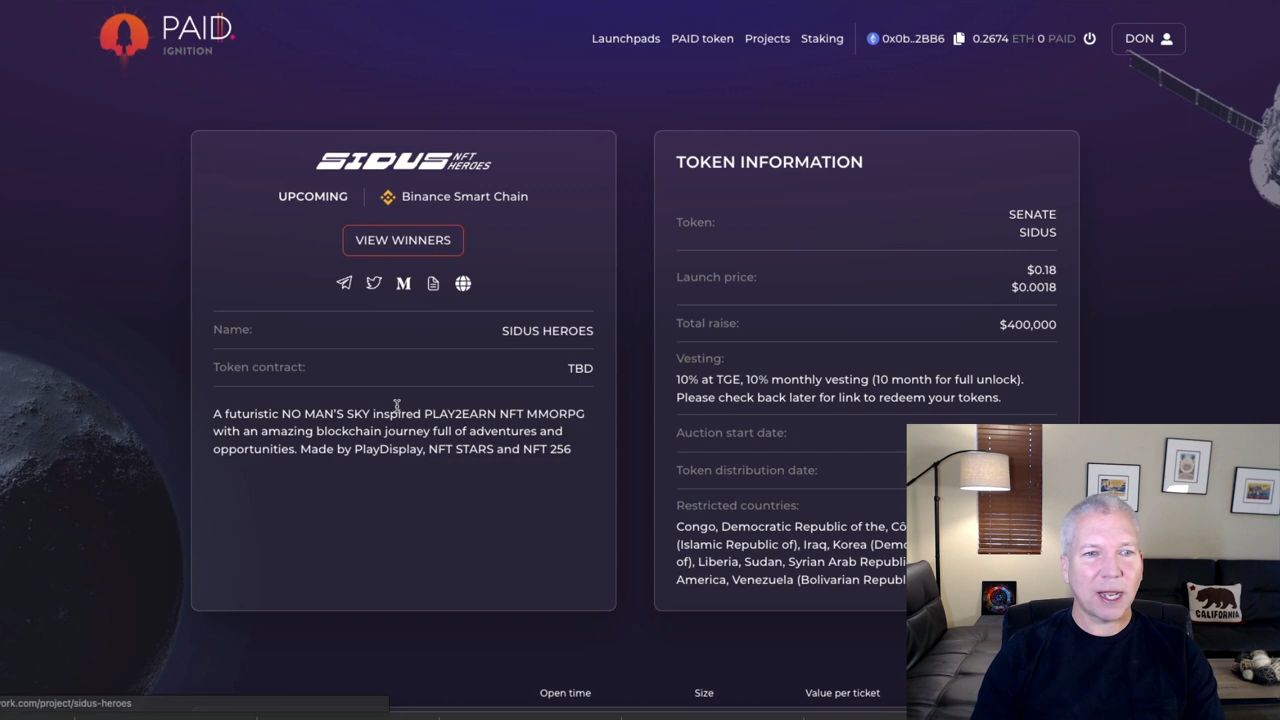 PAID
IGNITION
Launchpads PAID token Projects Staking 0x0b..2BB6 0.2674 ETH 0 PAID DON
SIDUS NFT HEROES
UPCOMING Binance Smart Chain
VIEW WINNERS
Name: SIDUS HEROES
Token contract: TBD
A futuristic NO MAN'S SKY inspired PLAY2EARN NFT MMORPG
with an amazing blockchain journey full of adventures and
opportunities. Made by PlayDisplay, NFT STARS and NFT 256
TOKEN INFORMATION
Token: SENATE
SIDUS
Launch price: $0.18
$0.0018
Total raise: $400,000
Vesting:
10% at TGE, 10% monthly vesting (10 month for full unlock).
Please check back later for link to redeem your tokens.
Auction start date:
Token distribution date:
Restricted countries:
Congo, Democratic Republic of the, Cô
(Islamic Republic of), Iraq, Korea (Demo
of), Liberia, Sudan, Syrian Arab Republi
America, Venezuela (Bolivarian Republ
CALIFORNIA
Open time Size Value per ticket
work.com/project/sidus-heroes